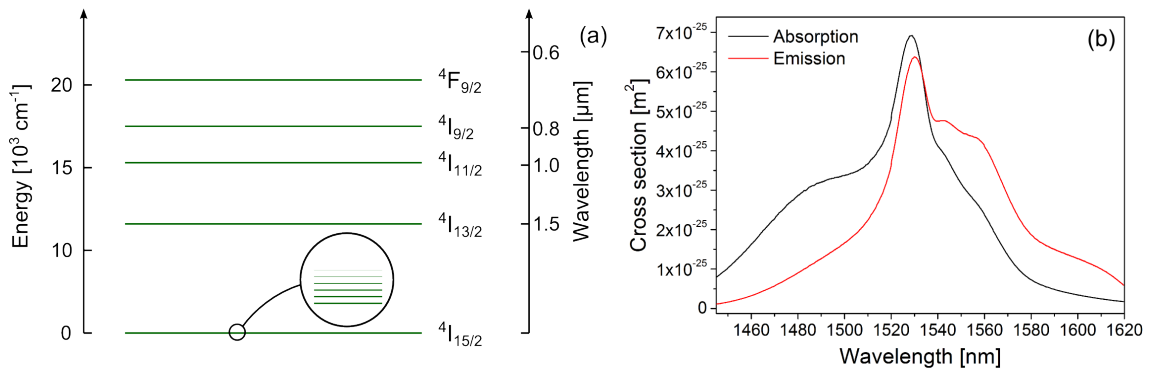 (a)
Energy [10³ cm⁻¹]
20
15
10
0
⁴F₉/₂
⁴I₉/₂
⁴I₁₁/₂
⁴I₁₃/₂
⁴I₁₅/₂
0.6
0.8
1.0
1.5
Wavelength [µm]
(b)
Absorption
Emission
Cross section [m²]
7x10⁻²⁵
6x10⁻²⁵
5x10⁻²⁵
4x10⁻²⁵
3x10⁻²⁵
2x10⁻²⁵
1x10⁻²⁵
0
1460 1480 1500 1520 1540 1560 1580 1600 1620
Wavelength [nm]